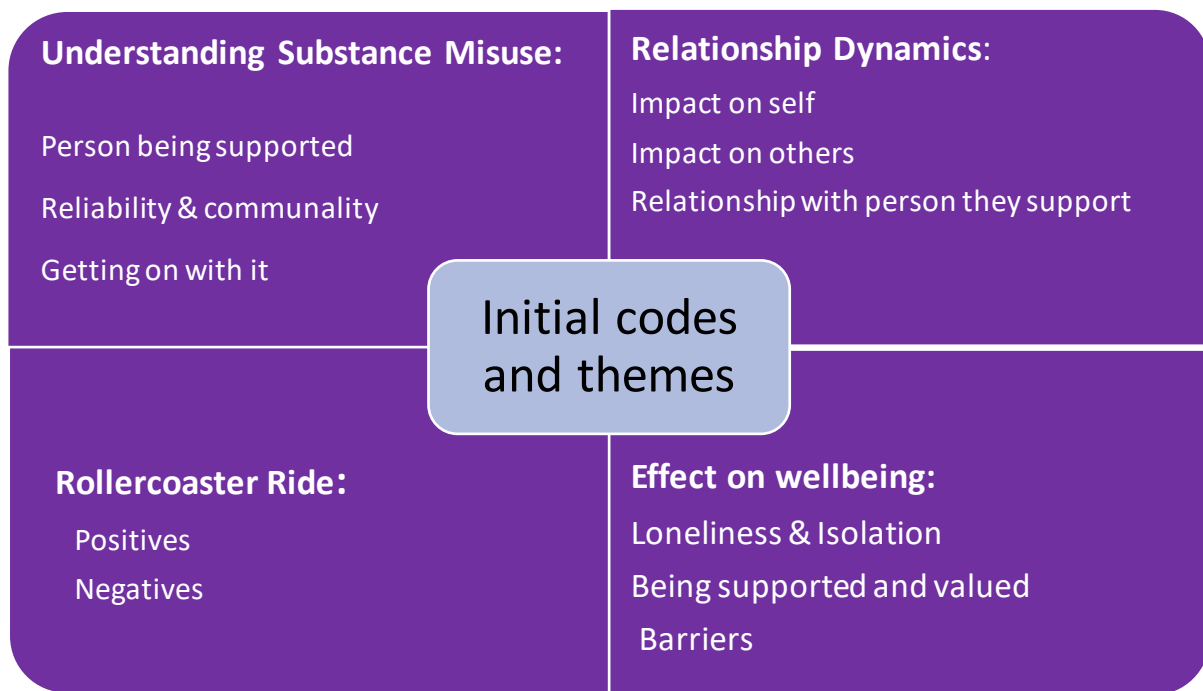 Understanding Substance Misuse:
Person being supported
Reliability & communality
Getting on with it
Relationship Dynamics:
Impact on self
Impact on others
Relationship with person they support
Initial codes
and themes
Rollercoaster Ride:
Positives
Negatives
Effect on wellbeing:
Loneliness & Isolation
Being supported and valued
Barriers